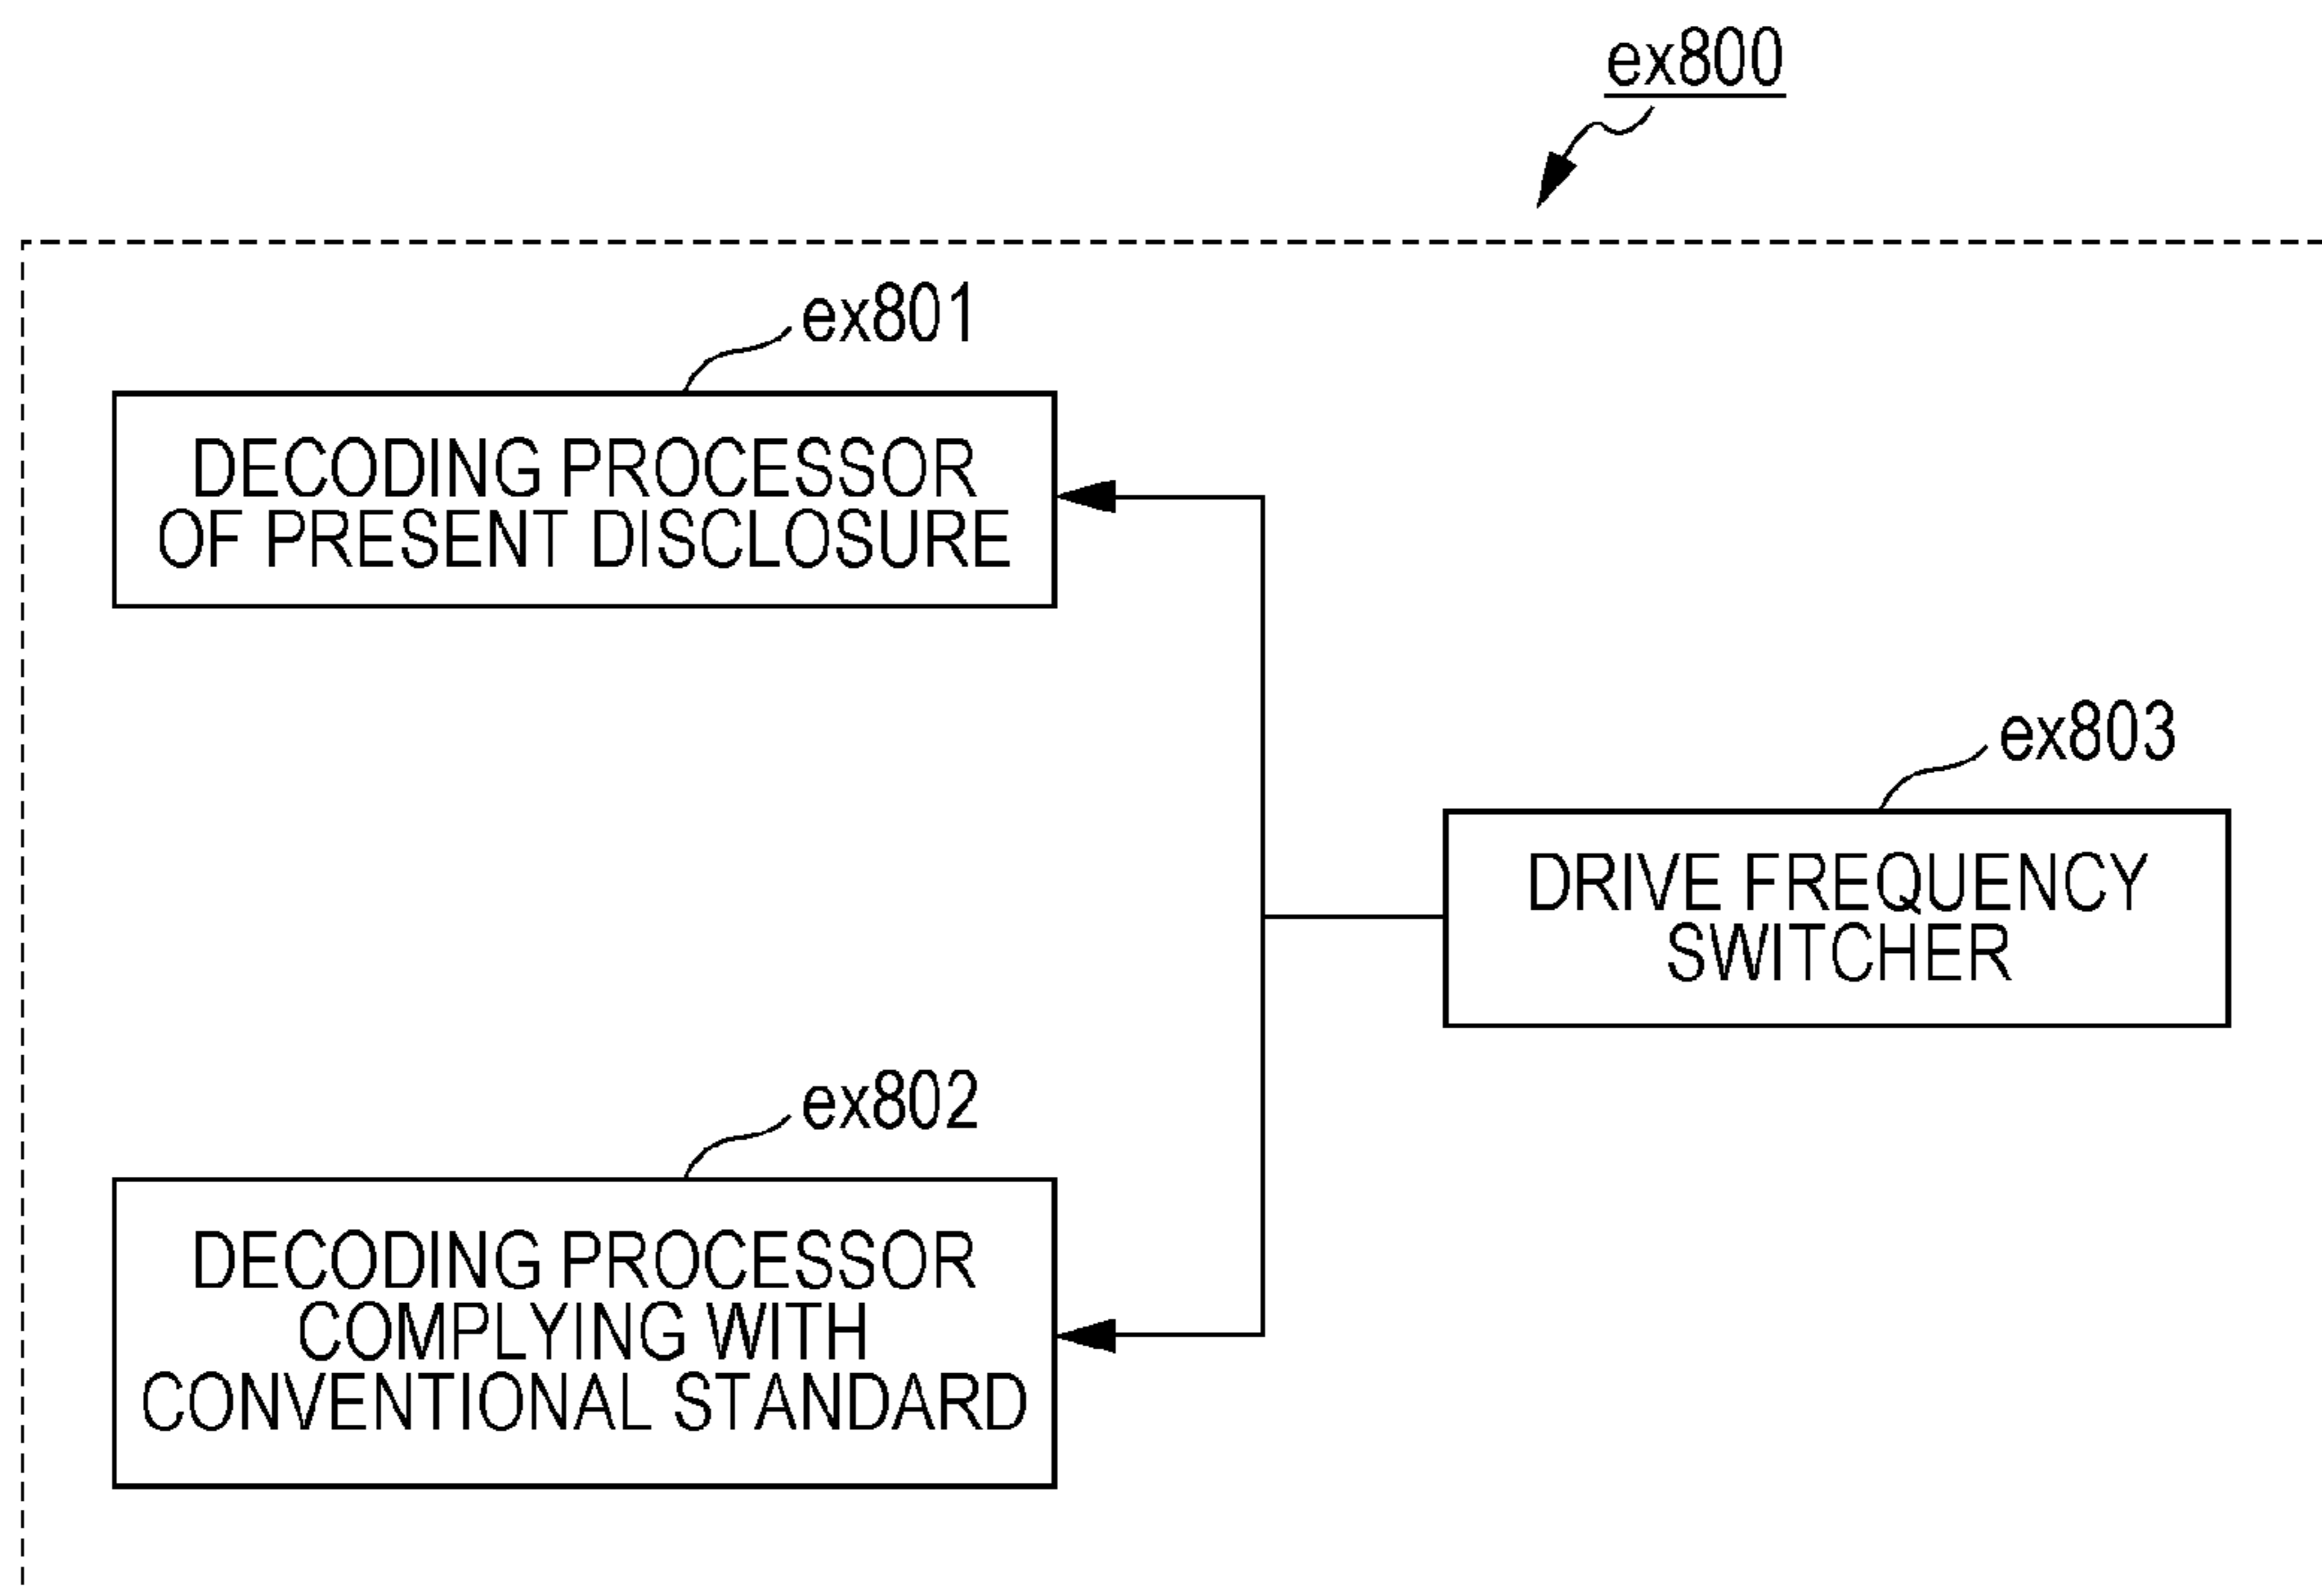 ex800
ex801
DECODING PROCESSOR
OF PRESENT DISCLOSURE
ex803
DRIVE FREQUENCY
SWITCHER
ex802
DECODING PROCESSOR
COMPLYING WITH
CONVENTIONAL STANDARD